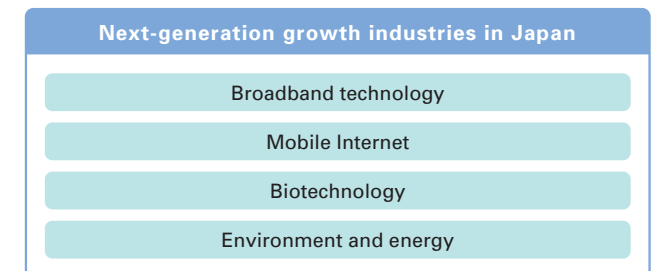 Next-generation growth industries in Japan
Broadband technology
Mobile Internet
Biotechnology
Environment and energy